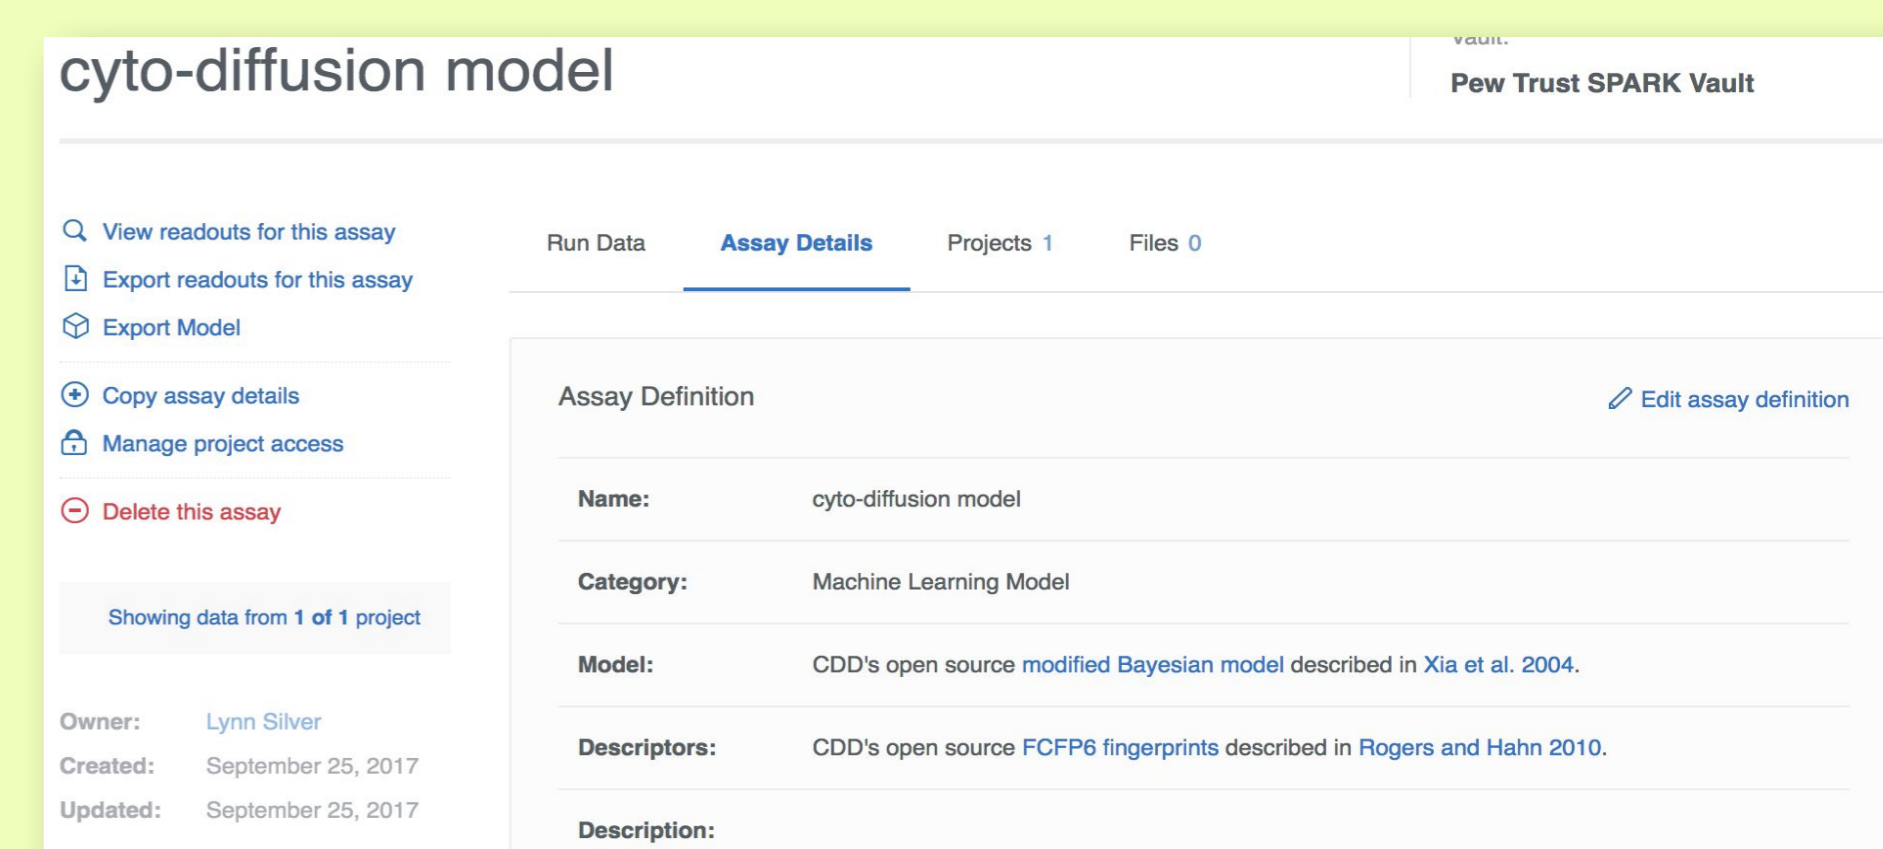 cyto-diffusion model
Vault:
Pew Trust SPARK Vault
View readouts for this assay
Export readouts for this assay
Export Model
Copy assay details
Manage project access
Delete this assay
Showing data from 1 of 1 project
Owner: Lynn Silver
Created: September 25, 2017
Updated: September 25, 2017
Run Data Assay Details Projects 1 Files 0
Assay Definition Edit assay definition
Name: cyto-diffusion model
Category: Machine Learning Model
Model: CDD's open source modified Bayesian model described in Xia et al. 2004.
Descriptors: CDD's open source FCFP6 fingerprints described in Rogers and Hahn 2010.
Description: